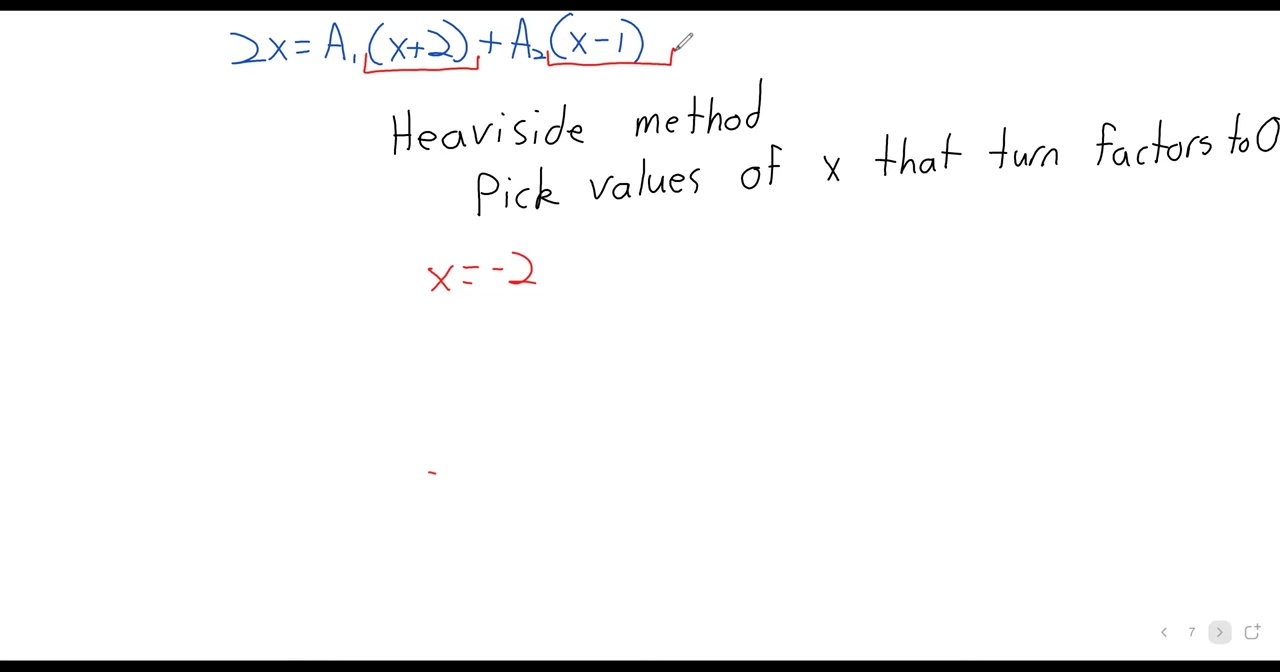 2x = A₁(x+2) + A₂(x-1)
Heaviside method
Pick values of x that turn factors to 0
x = -2
7